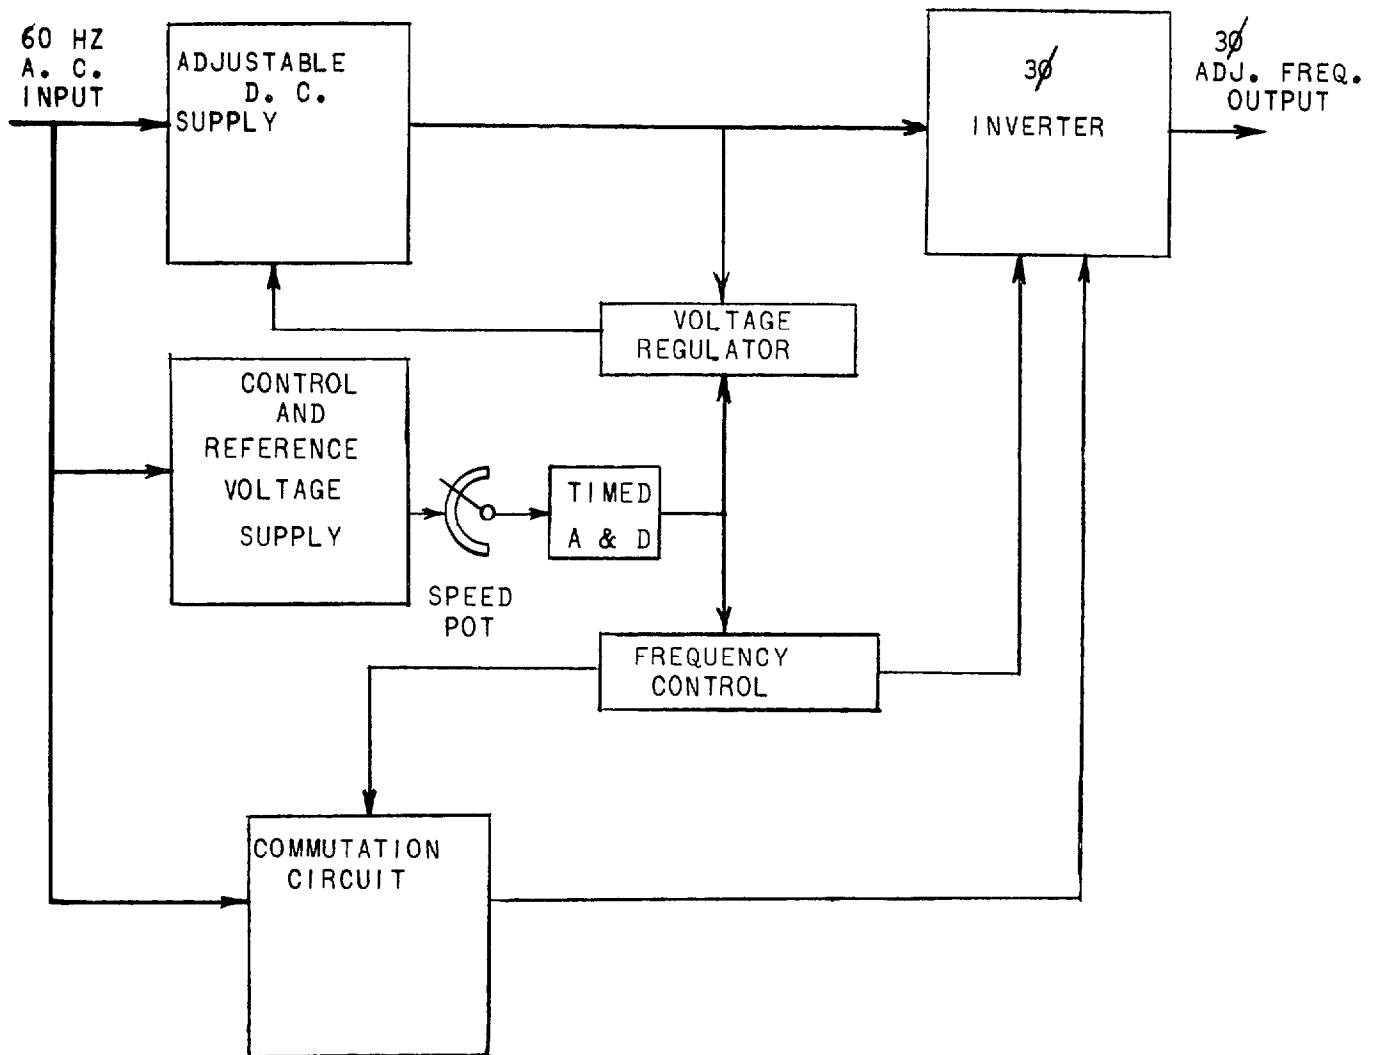 60 HZ
A. C.
INPUT
ADJUSTABLE
D. C.
SUPPLY
3Ø
INVERTER
3Ø
ADJ. FREQ.
OUTPUT
VOLTAGE
REGULATOR
CONTROL
AND
REFERENCE
VOLTAGE
SUPPLY
SPEED
POT
TIMED
A & D
FREQUENCY
CONTROL
COMMUTATION
CIRCUIT